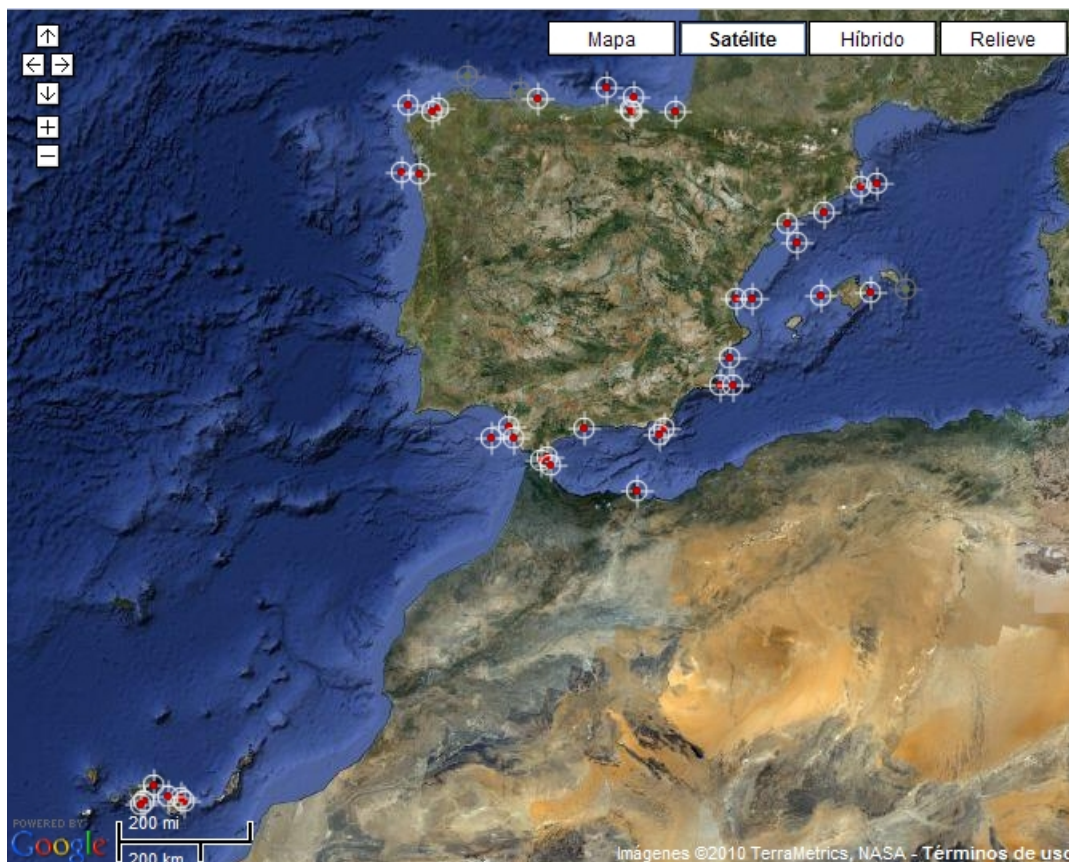 Mapa
Satélite
Híbrido
Relieve
POWERED BY
Google
200 mi
200 km
Imágenes ©2010 TerraMetrics, NASA - Términos de uso